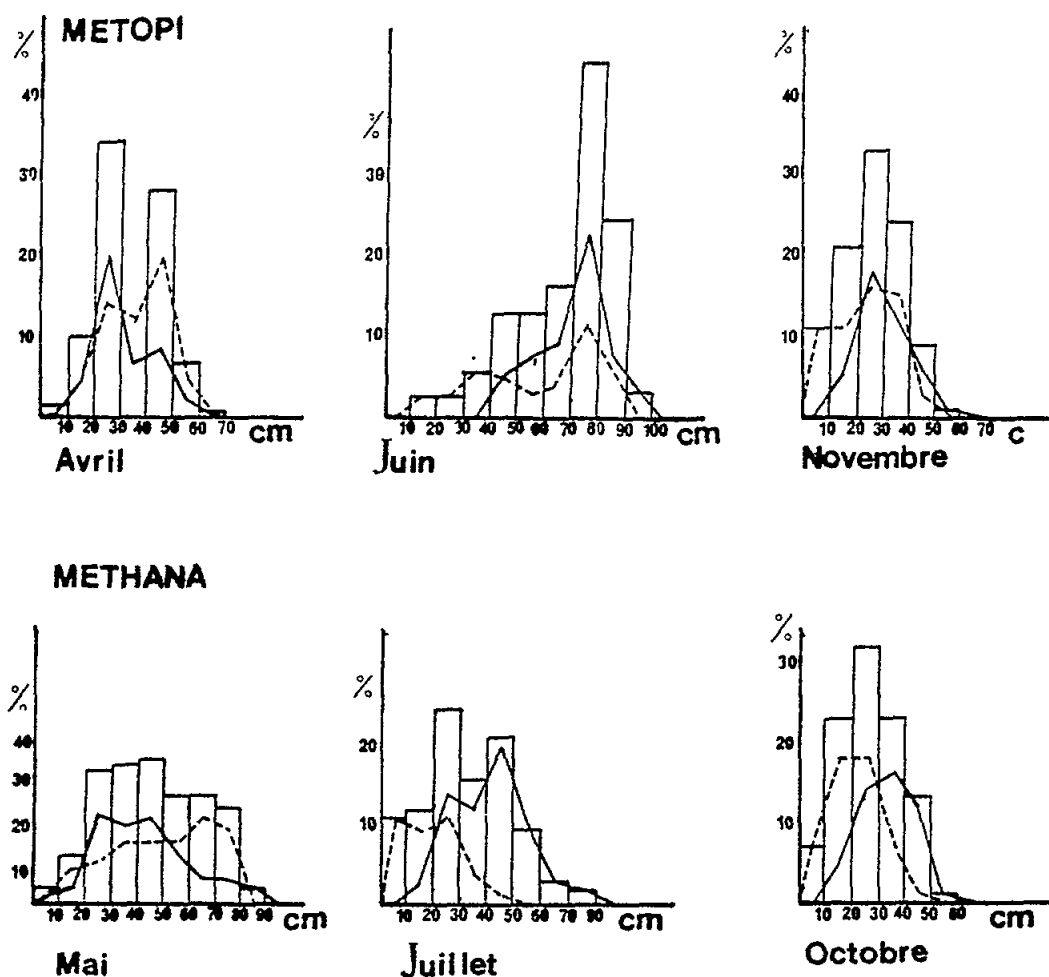 METOPI
%
40
30
20
10
10 20 30 40 50 60 70 cm
Avril
%
30
20
10
10 20 30 40 50 60 70 80 90 100 cm
Juin
%
40
30
20
10
10 20 30 40 50 60 70 c
Novembre
METHANA
%
40
30
20
10
10 20 30 40 50 60 70 80 90 cm
Mai
%
20
10
10 20 30 40 50 60 70 80 90 cm
Juillet
%
30
20
10
10 20 30 40 50 60 cm
Octobre